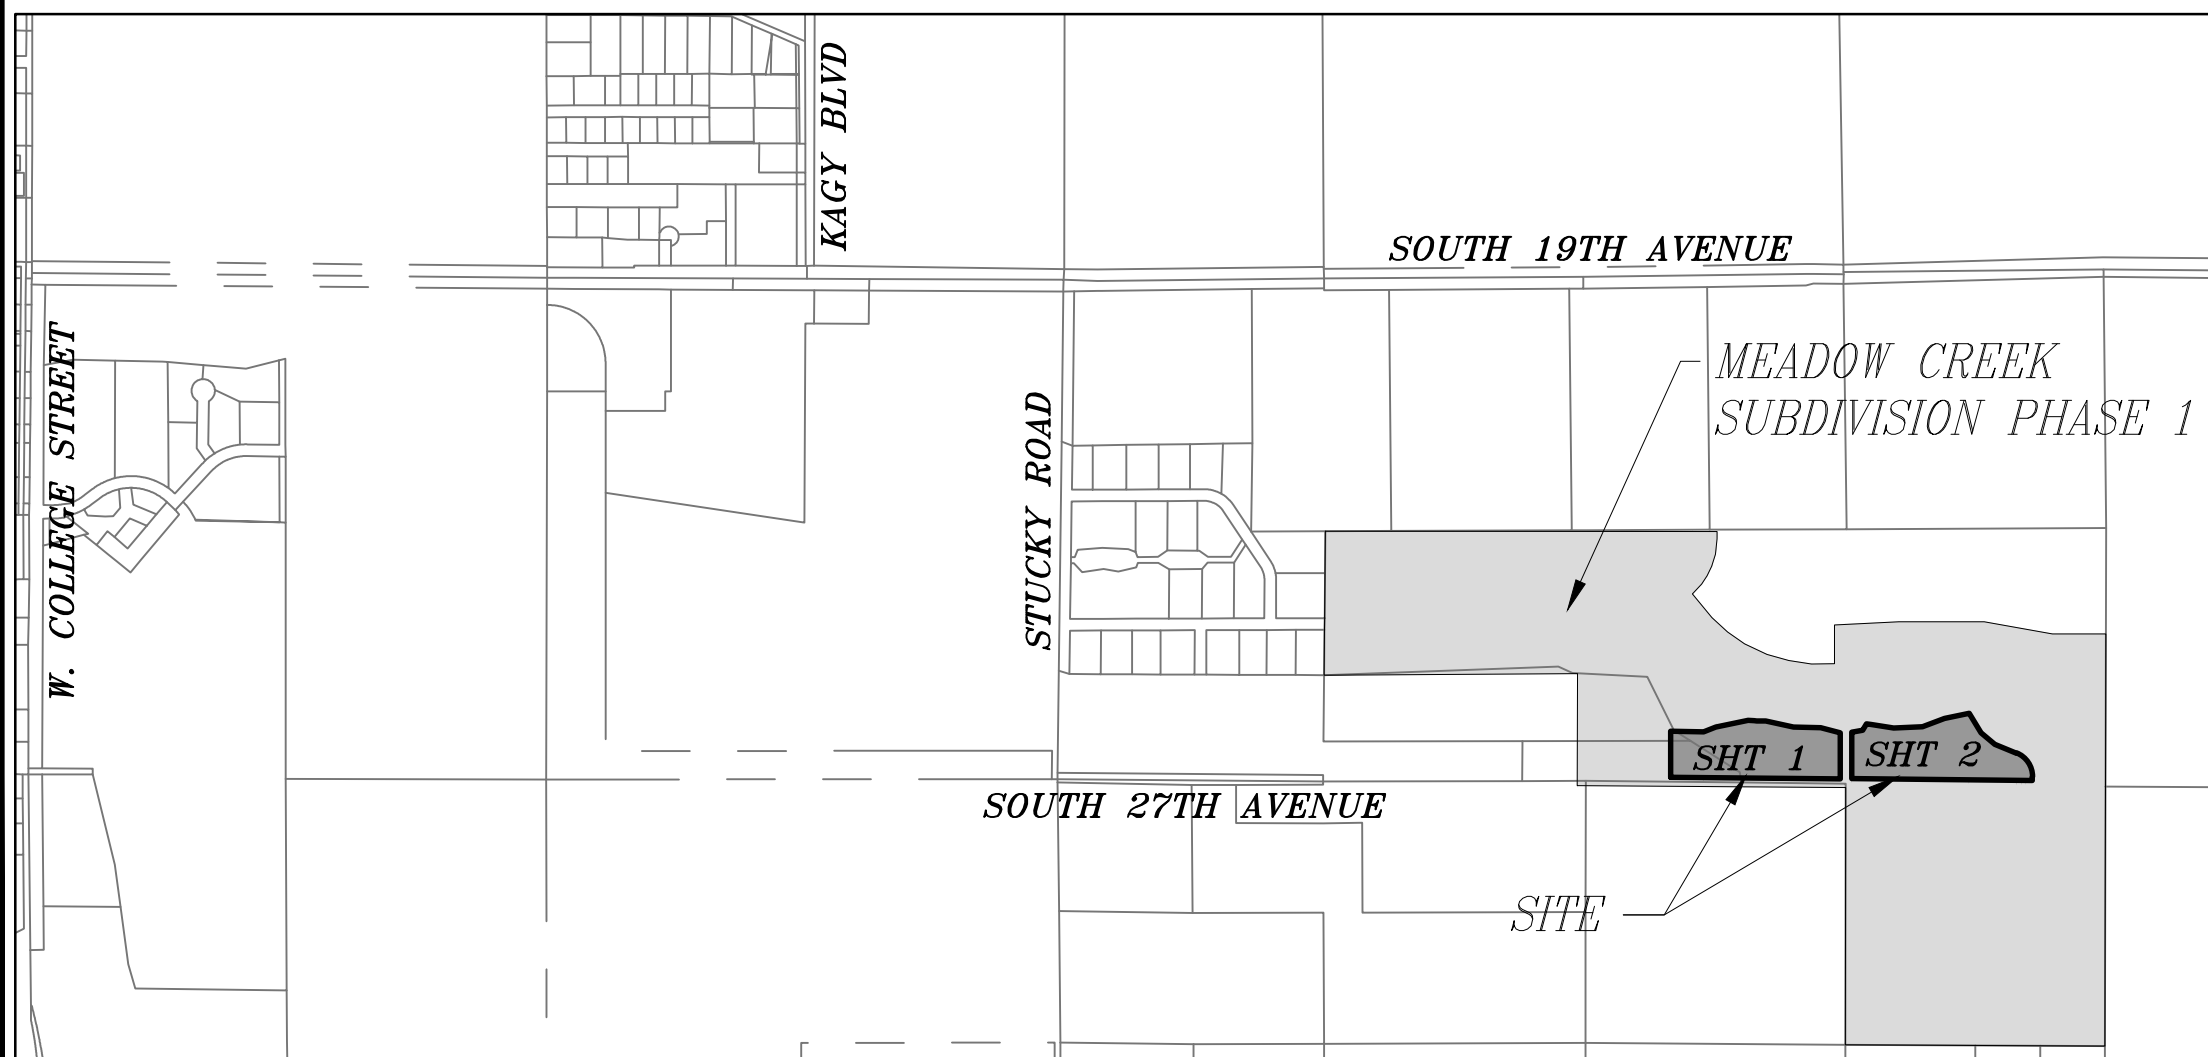 KAGY BLVD
SOUTH 19TH AVENUE
W. COLLEGE STREET
STUCKY ROAD
MEADOW CREEK
SUBDIVISION PHASE 1
SHT 1
SHT 2
SOUTH 27TH AVENUE
SITE